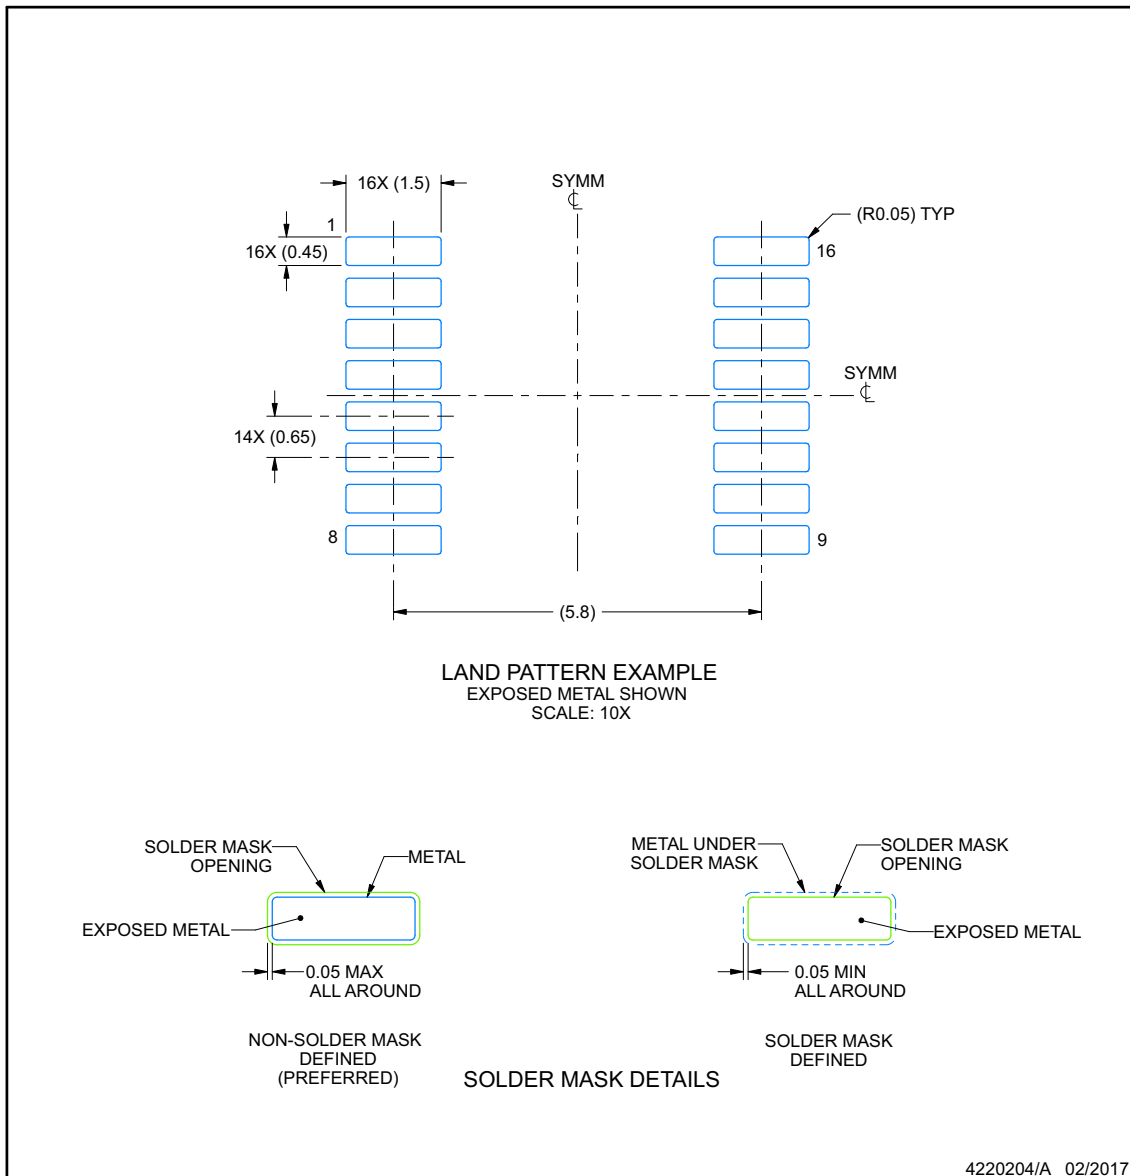 16X (1.5)
SYMM
℄
(R0.05) TYP
1
16X (0.45)
16
SYMM
℄
14X (0.65)
8
9
(5.8)
LAND PATTERN EXAMPLE
EXPOSED METAL SHOWN
SCALE: 10X
SOLDER MASK
OPENING
METAL
EXPOSED METAL
0.05 MAX
ALL AROUND
NON-SOLDER MASK
DEFINED
(PREFERRED)
METAL UNDER
SOLDER MASK
SOLDER MASK
OPENING
EXPOSED METAL
0.05 MIN
ALL AROUND
SOLDER MASK
DEFINED
SOLDER MASK DETAILS
4220204/A 02/2017